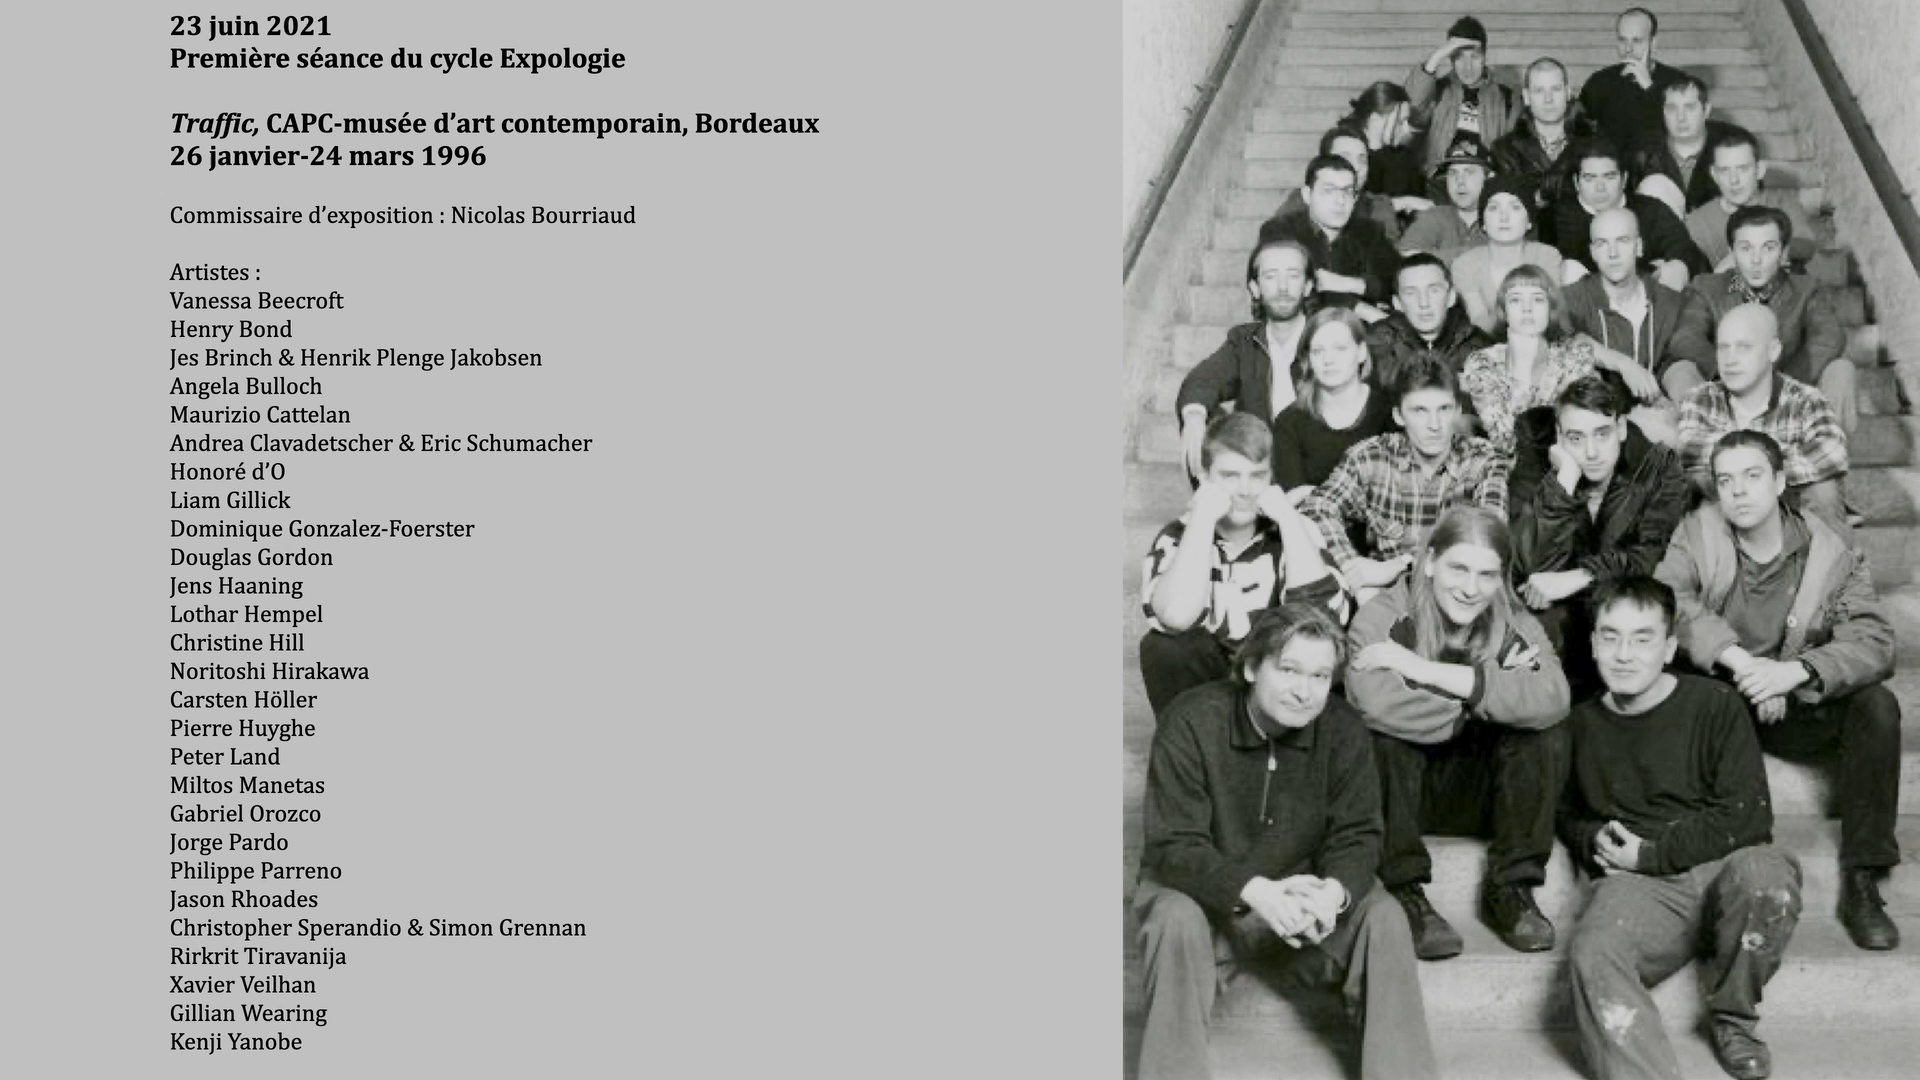 23 juin 2021
Première séance du cycle Expologie
Traffic, CAPC-musée d’art contemporain, Bordeaux
26 janvier-24 mars 1996
Commissaire d’exposition : Nicolas Bourriaud
Artistes :
Vanessa Beecroft
Henry Bond
Jes Brinch & Henrik Plenge Jakobsen
Angela Bulloch
Maurizio Cattelan
Andrea Clavadetscher & Eric Schumacher
Honoré d’O
Liam Gillick
Dominique Gonzalez-Foerster
Douglas Gordon
Jens Haaning
Lothar Hempel
Christine Hill
Noritoshi Hirakawa
Carsten Höller
Pierre Huyghe
Peter Land
Miltos Manetas
Gabriel Orozco
Jorge Pardo
Philippe Parreno
Jason Rhoades
Christopher Sperandio & Simon Grennan
Rirkrit Tiravanija
Xavier Veilhan
Gillian Wearing
Kenji Yanobe